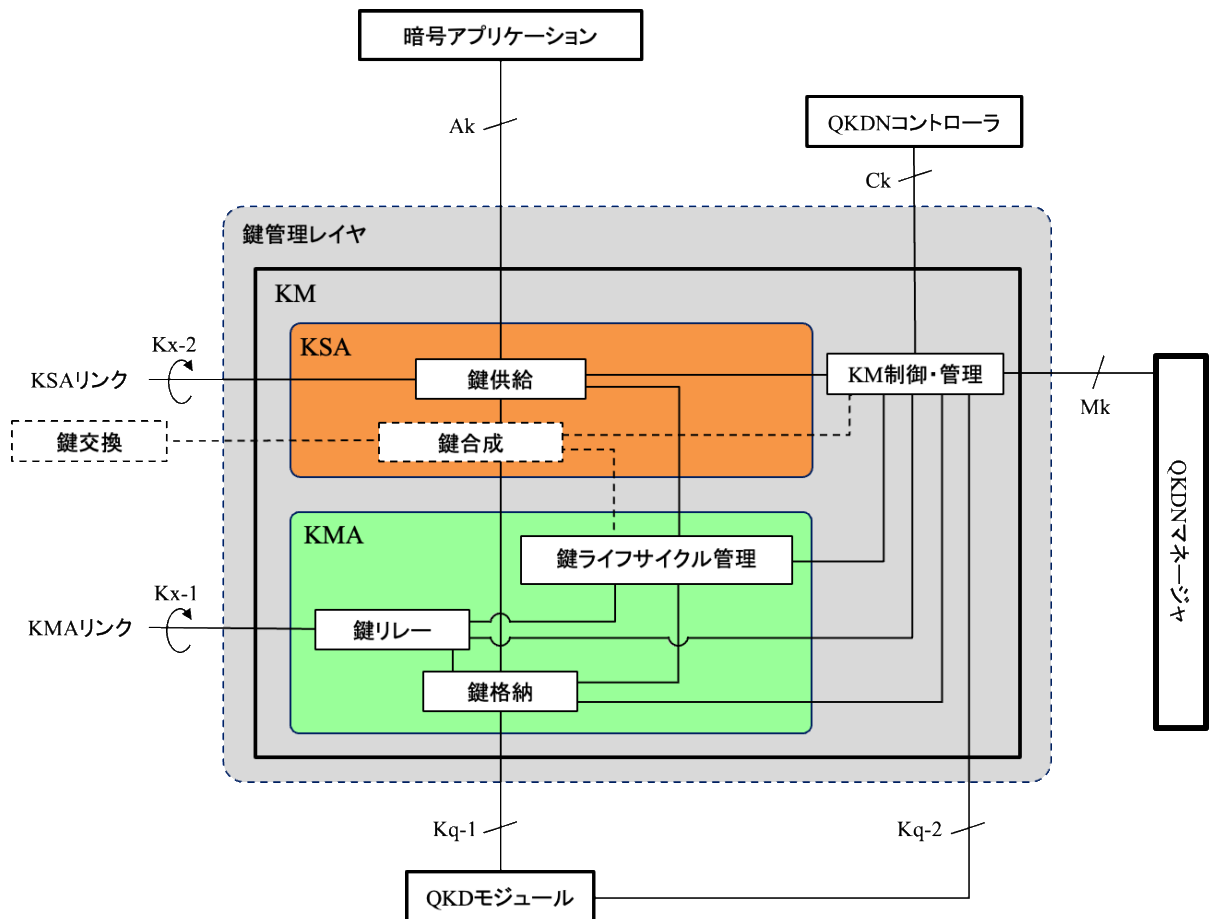 暗号アプリケーション
Ak
QKDNコントローラ
Ck
鍵管理レイヤ
KM
KSA
Kx-2
KSAリンク
鍵供給
KM制御・管理
Mk
鍵交換
鍵合成
QKDNマネージャ
KMA
鍵ライフサイクル管理
Kx-1
KMAリンク
鍵リレー
鍵格納
Kq-1
Kq-2
QKDモジュール